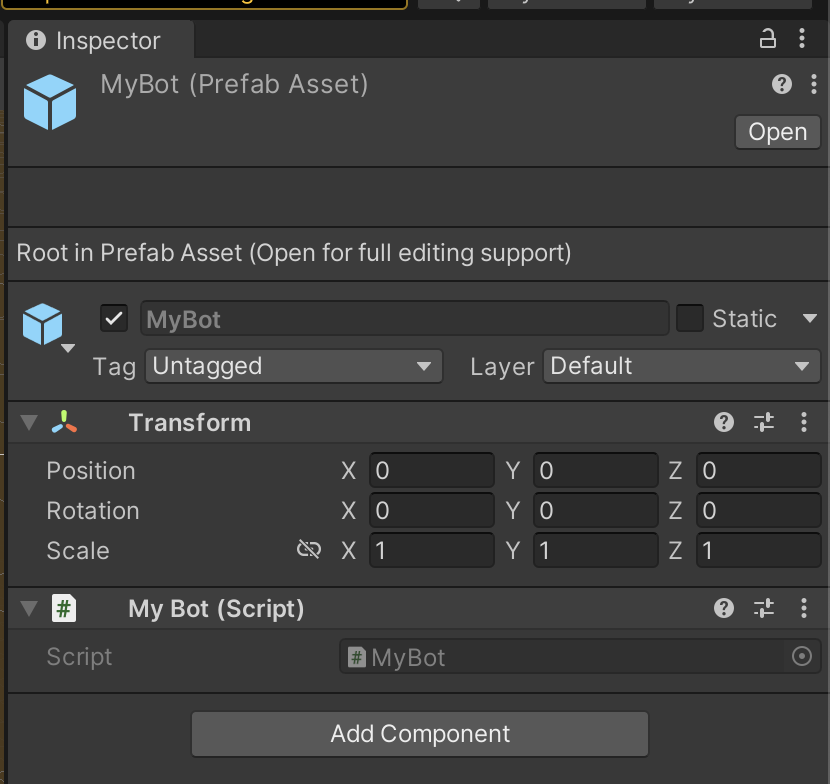 Inspector
MyBot (Prefab Asset)
Open
Root in Prefab Asset (Open for full editing support)
MyBot Static
Tag Untagged Layer Default
Transform
Position X 0 Y 0 Z 0
Rotation X 0 Y 0 Z 0
Scale X 1 Y 1 Z 1
# My Bot (Script)
Script # MyBot
Add Component